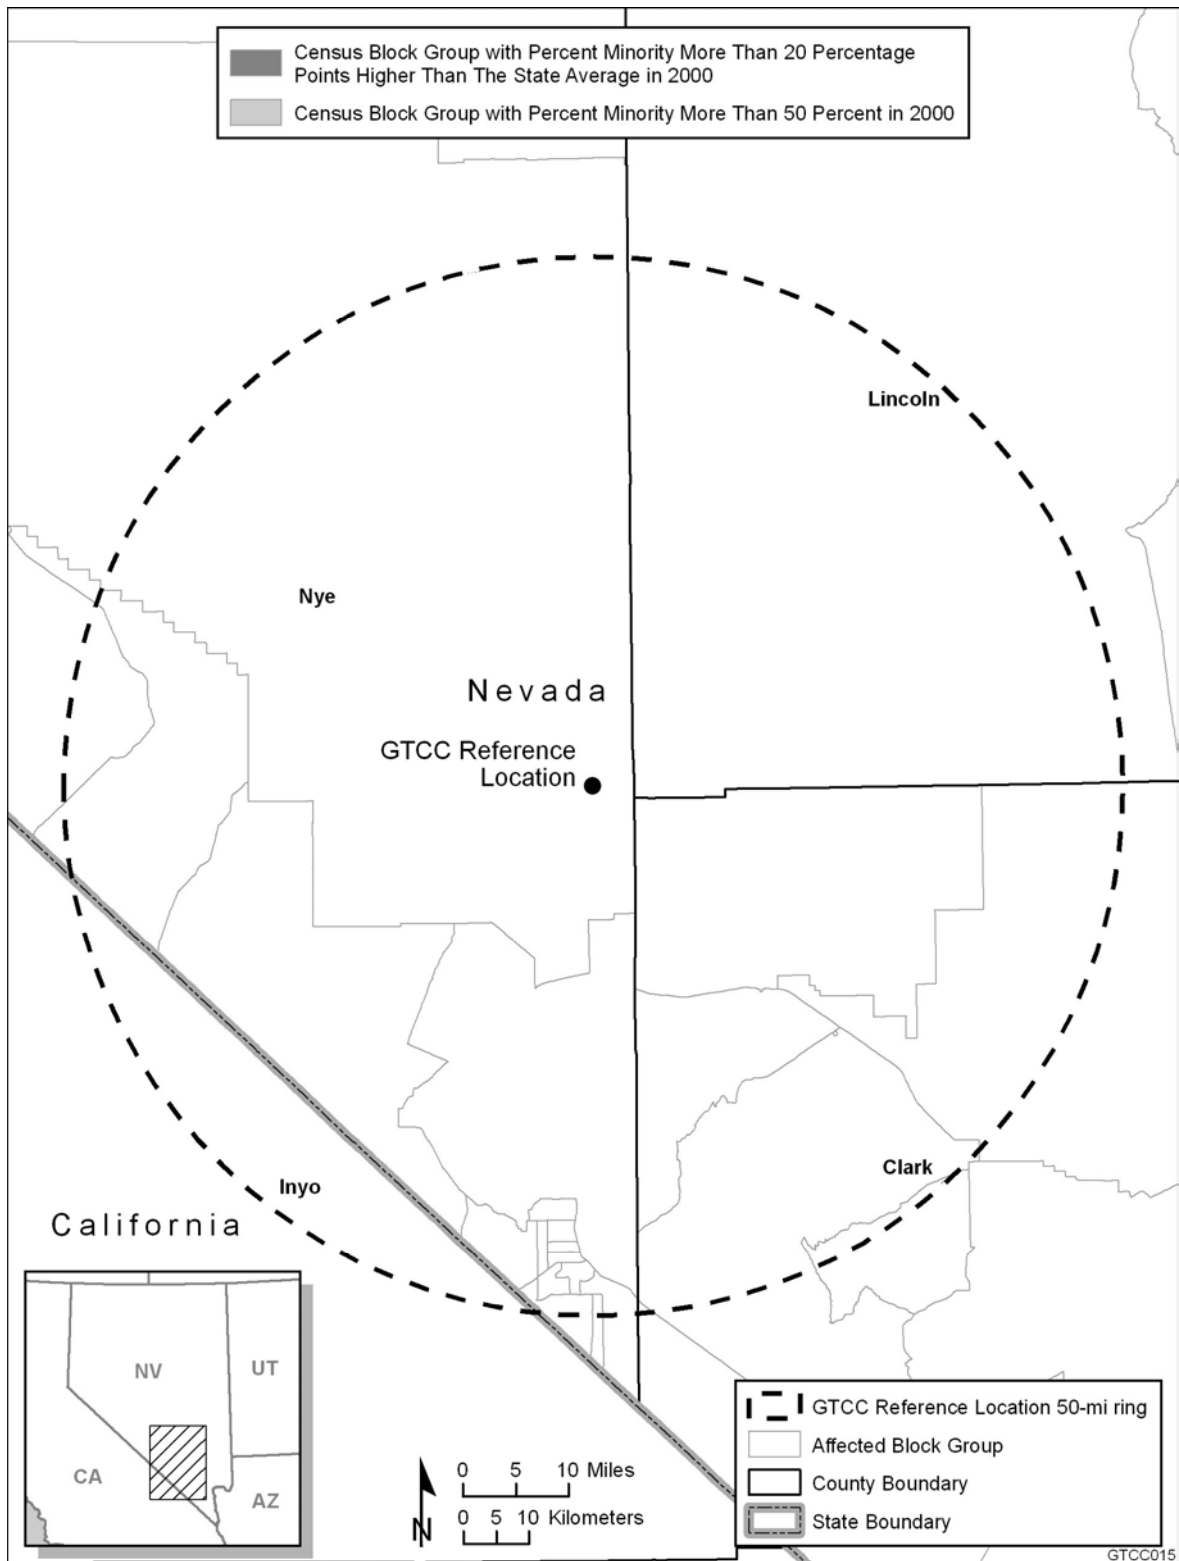 Census Block Group with Percent Minority More Than 20 Percentage
Points Higher Than The State Average in 2000
Census Block Group with Percent Minority More Than 50 Percent in 2000
Lincoln
Nye
Nevada
GTCC Reference
Location
Clark
Inyo
California
NV
UT
CA
AZ
0 5 10 Miles
0 5 10 Kilometers
N
GTCC Reference Location 50-mi ring
Affected Block Group
County Boundary
State Boundary
GTCC015